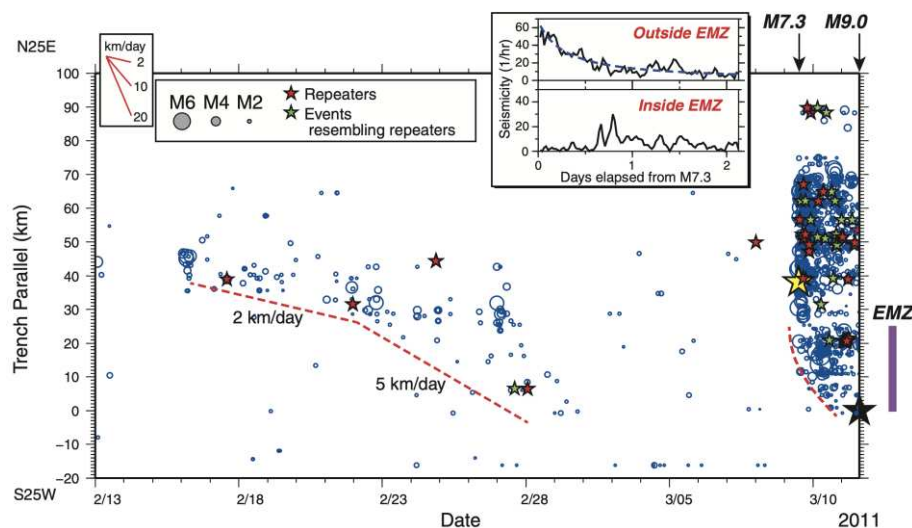 M7.3 M9.0
N25E
km/day
2
10
20
M6 M4 M2
Repeaters
Events
resembling repeaters
Outside EMZ
Inside EMZ
Seismicity (1/hr)
60
40
20
0
40
20
0
0 1 2
Days elapsed from M7.3
Trench Parallel (km)
100
90
80
70
60
50
40
30
20
10
0
−10
−20
2 km/day
5 km/day
EMZ
S25W
2/13 2/18 2/23 2/28 3/05 3/10
Date
2011